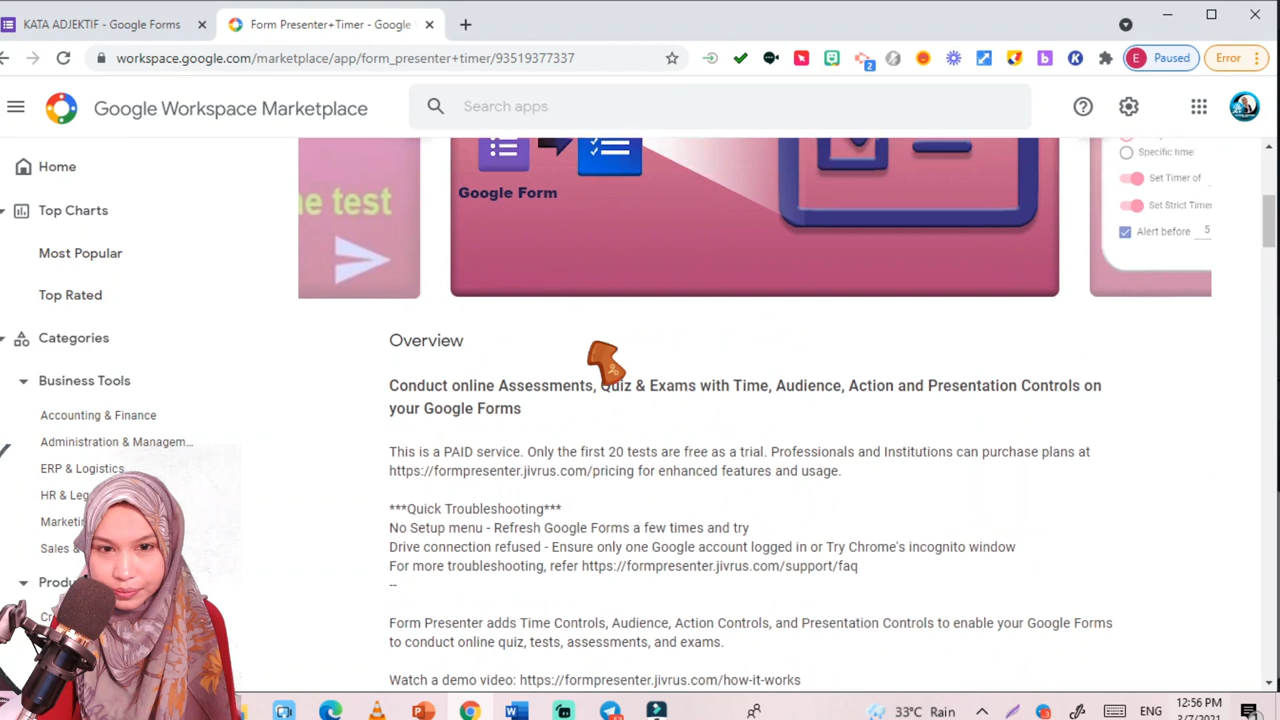 KATA ADJEKTIF - Google Forms
Form Presenter+Timer - Google
workspace.google.com/marketplace/app/form_presenter+timer/93519377337
2
E Paused
Error
Google Workspace Marketplace
Search apps
Home
Top Charts
Most Popular
Top Rated
Categories
Business Tools
Accounting & Finance
Administration & Managem...
ERP & Logistics
HR & Leg
Marketin
Sales &
Produ
he test
Google Form
Specific time
Set Timer of
Set Strict Timer
Alert before 5
Overview
Conduct online Assessments, Quiz & Exams with Time, Audience, Action and Presentation Controls on
your Google Forms
This is a PAID service. Only the first 20 tests are free as a trial. Professionals and Institutions can purchase plans at
https://formpresenter.jivrus.com/pricing for enhanced features and usage.
***Quick Troubleshooting***
No Setup menu - Refresh Google Forms a few times and try
Drive connection refused - Ensure only one Google account logged in or Try Chrome's incognito window
For more troubleshooting, refer https://formpresenter.jivrus.com/support/faq
--
Form Presenter adds Time Controls, Audience, Action Controls, and Presentation Controls to enable your Google Forms
to conduct online quiz, tests, assessments, and exams.
Watch a demo video: https://formpresenter.jivrus.com/how-it-works
33°C Rain
ENG
12:56 PM